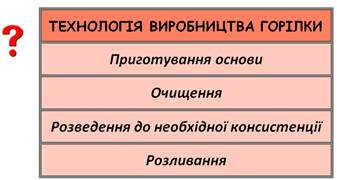 ?
ТЕХНОЛОГІЯ ВИРОБНИЦТВА ГОРІЛКИ
Приготування основи
Очищення
Розведення до необхідної консистенції
Розливання